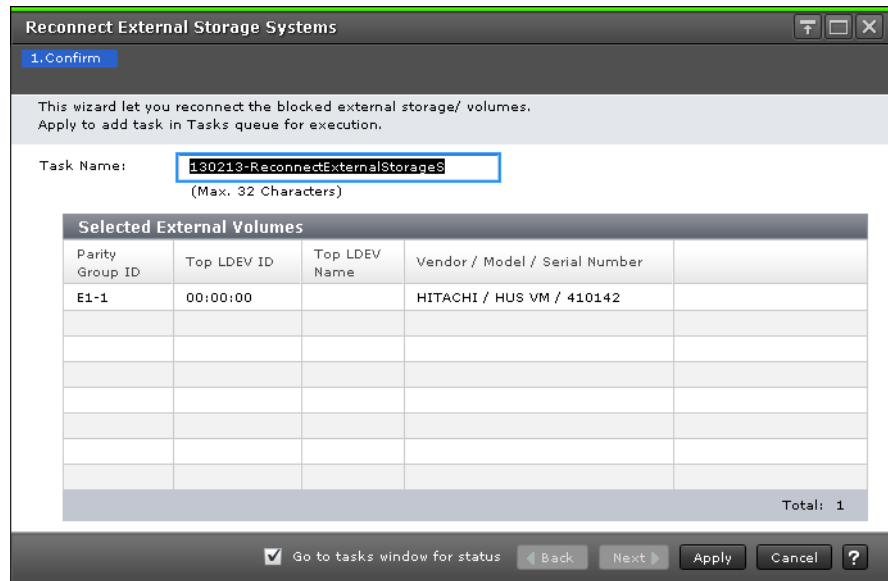 Reconnect External Storage Systems
1.Confirm
This wizard let you reconnect the blocked external storage/ volumes.
Apply to add task in Tasks queue for execution.
Task Name:
130213-ReconnectExternalStorageS
(Max. 32 Characters)
Selected External Volumes
Parity Group ID
Top LDEV ID
Top LDEV Name
Vendor / Model / Serial Number
E1-1
00:00:00
HITACHI / HUS VM / 410142
Total: 1
Go to tasks window for status
Back
Next
Apply
Cancel
?